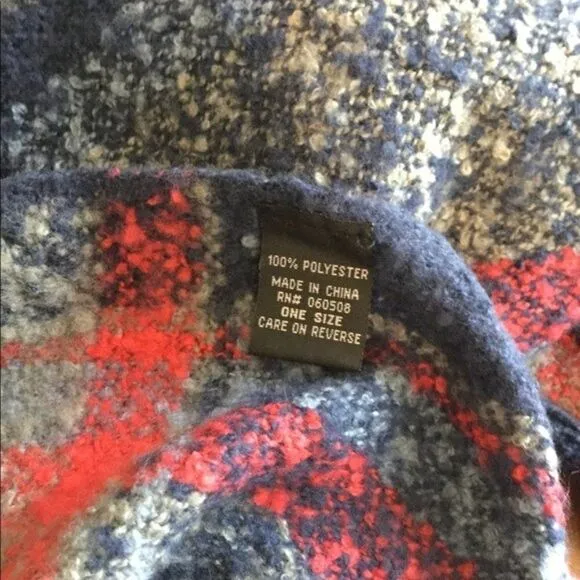 100% POLYESTER
MADE IN CHINA
RN# 060508
ONE SIZE
CARE ON REVERSE